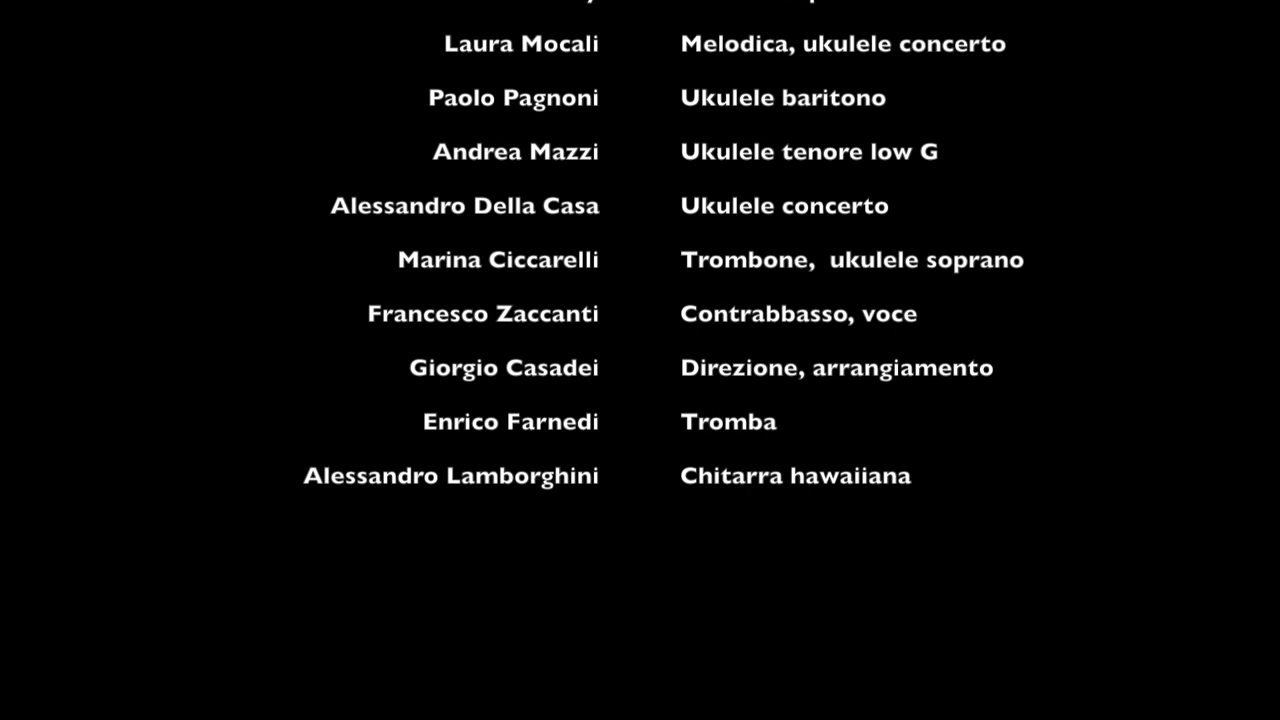 Laura Mocali Melodica, ukulele concerto
Paolo Pagnoni Ukulele baritono
Andrea Mazzi Ukulele tenore low G
Alessandro Della Casa Ukulele concerto
Marina Ciccarelli Trombone,  ukulele soprano
Francesco Zaccanti Contrabbasso, voce
Giorgio Casadei Direzione, arrangiamento
Enrico Farnedi Tromba
Alessandro Lamborghini Chitarra hawaiiana